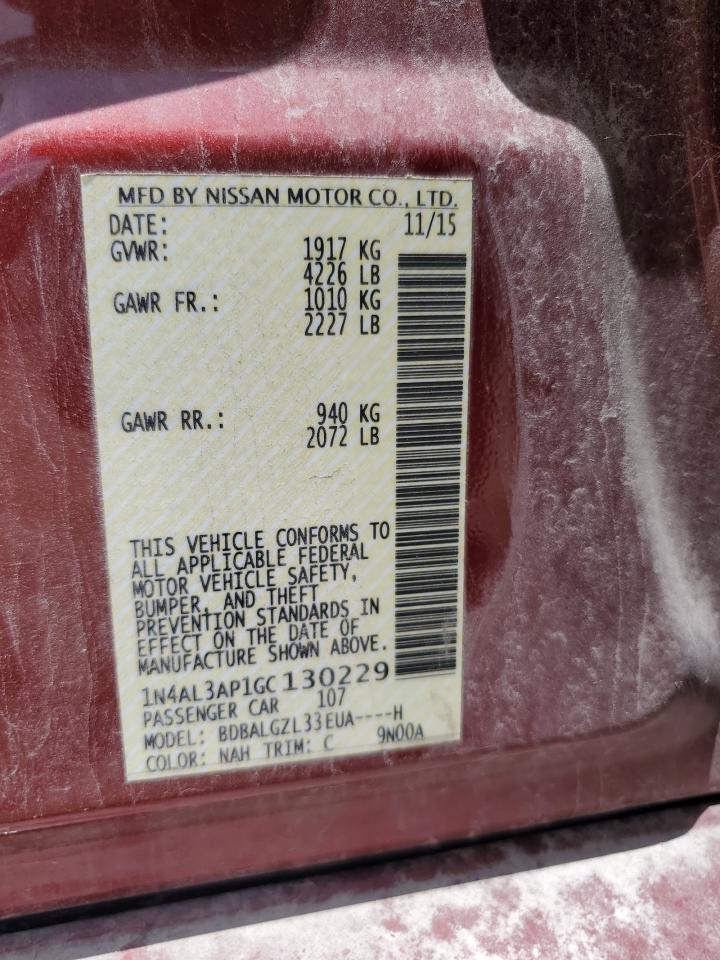 MFD BY NISSAN MOTOR CO., LTD.
DATE: 11/15
GVWR: 1917 KG
4226 LB
GAWR FR.: 1010 KG
2227 LB
GAWR RR.: 940 KG
2072 LB
THIS VEHICLE CONFORMS TO
ALL APPLICABLE FEDERAL
MOTOR VEHICLE SAFETY,
BUMPER, AND THEFT
PREVENTION STANDARDS IN
EFFECT ON THE DATE OF
MANUFACTURE SHOWN ABOVE.
1N4AL3AP1GC130229
PASSENGER CAR 107
MODEL: BDBALGZL33EUA----H
COLOR: NAH TRIM: C 9N00A